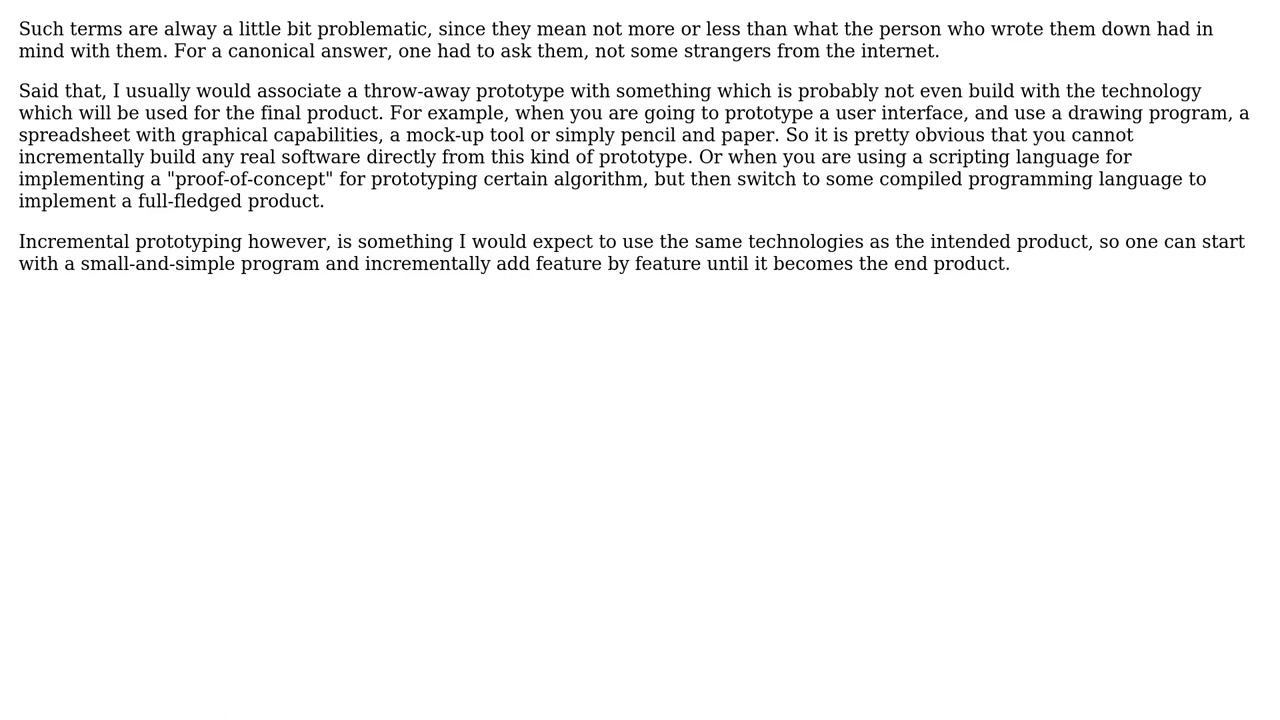 Such terms are alway a little bit problematic, since they mean not more or less than what the person who wrote them down had in
mind with them. For a canonical answer, one had to ask them, not some strangers from the internet.
Said that, I usually would associate a throw-away prototype with something which is probably not even build with the technology
which will be used for the final product. For example, when you are going to prototype a user interface, and use a drawing program, a
spreadsheet with graphical capabilities, a mock-up tool or simply pencil and paper. So it is pretty obvious that you cannot
incrementally build any real software directly from this kind of prototype. Or when you are using a scripting language for
implementing a "proof-of-concept" for prototyping certain algorithm, but then switch to some compiled programming language to
implement a full-fledged product.
Incremental prototyping however, is something I would expect to use the same technologies as the intended product, so one can start
with a small-and-simple program and incrementally add feature by feature until it becomes the end product.